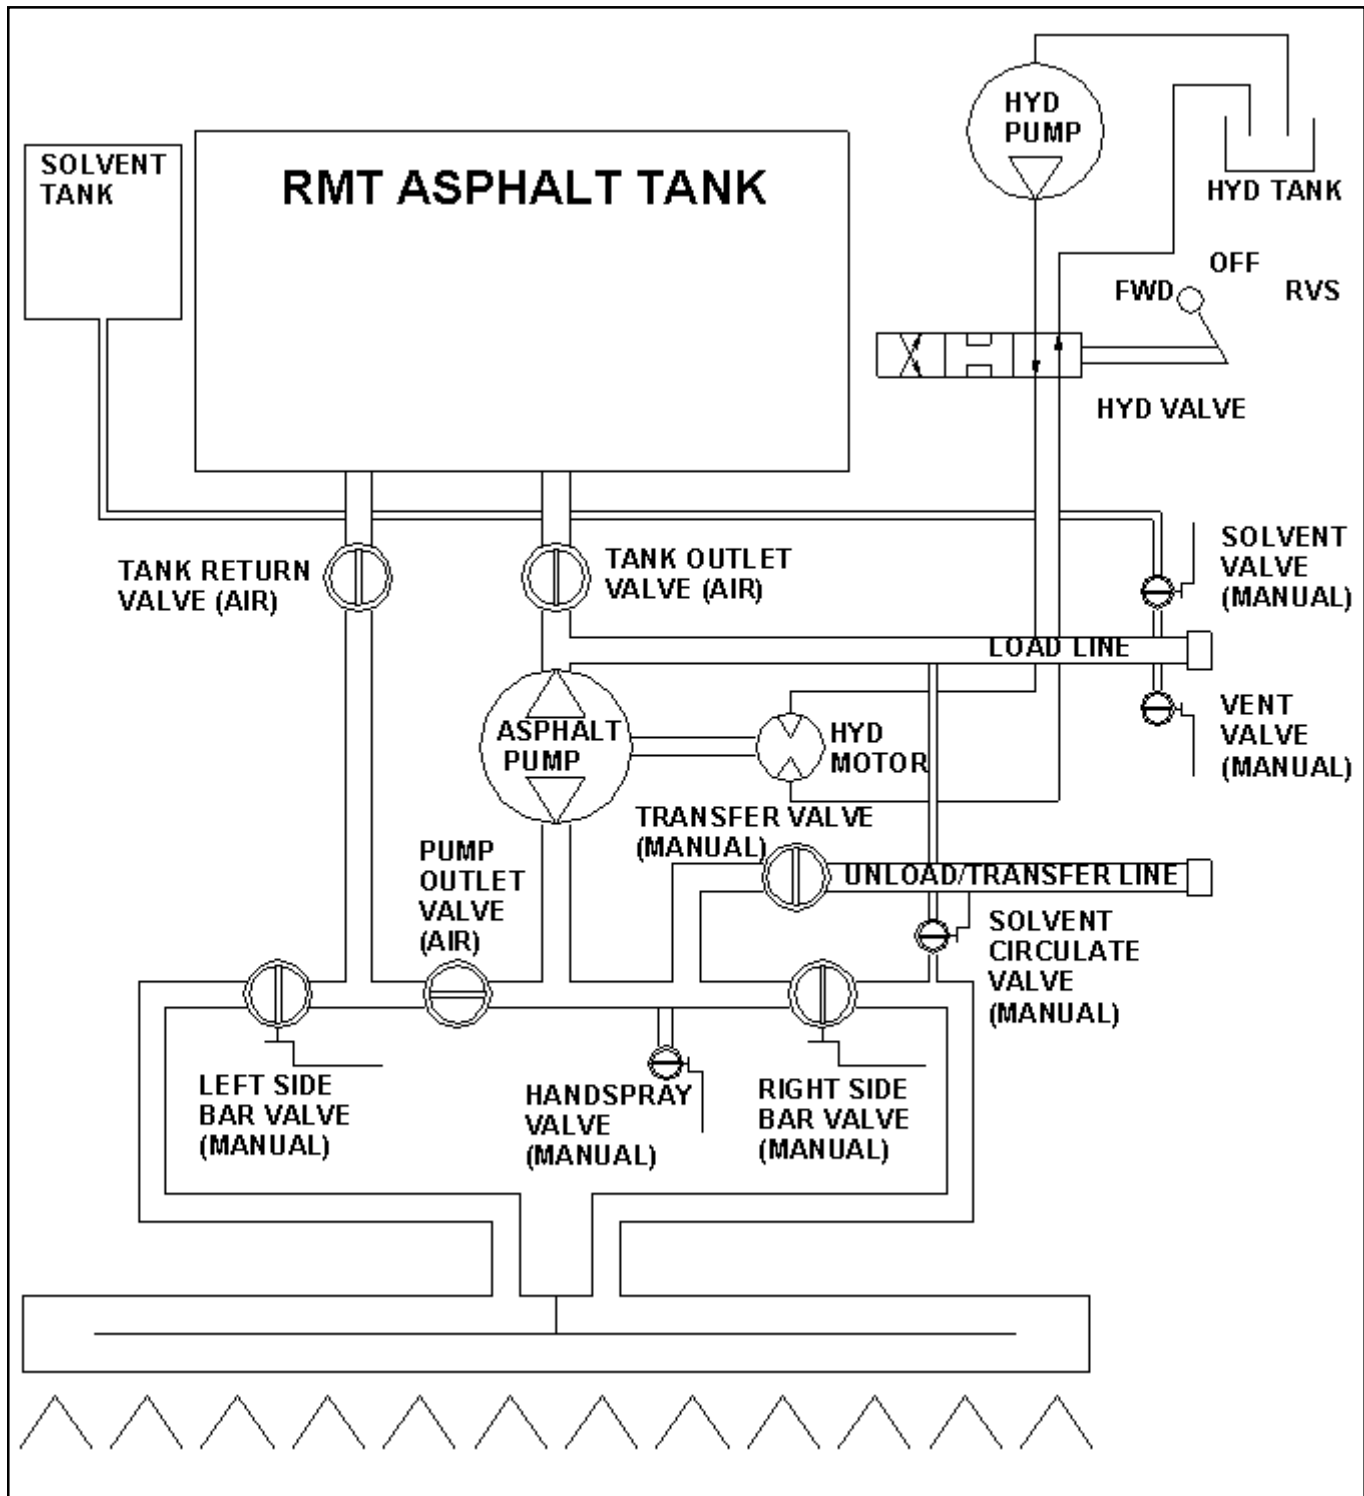 HYD
PUMP
SOLVENT
TANK
RMT ASPHALT TANK
HYD TANK
OFF
FWD
RVS
HYD VALVE
TANK RETURN
VALVE (AIR)
TANK OUTLET
VALVE (AIR)
SOLVENT
VALVE
(MANUAL)
LOAD LINE
ASPHALT
PUMP
HYD
MOTOR
VENT
VALVE
(MANUAL)
TRANSFER VALVE
(MANUAL)
PUMP
OUTLET
VALVE
(AIR)
UNLOAD/TRANSFER LINE
SOLVENT
CIRCULATE
VALVE
(MANUAL)
LEFT SIDE
BAR VALVE
(MANUAL)
HANDSPRAY
VALVE
(MANUAL)
RIGHT SIDE
BAR VALVE
(MANUAL)